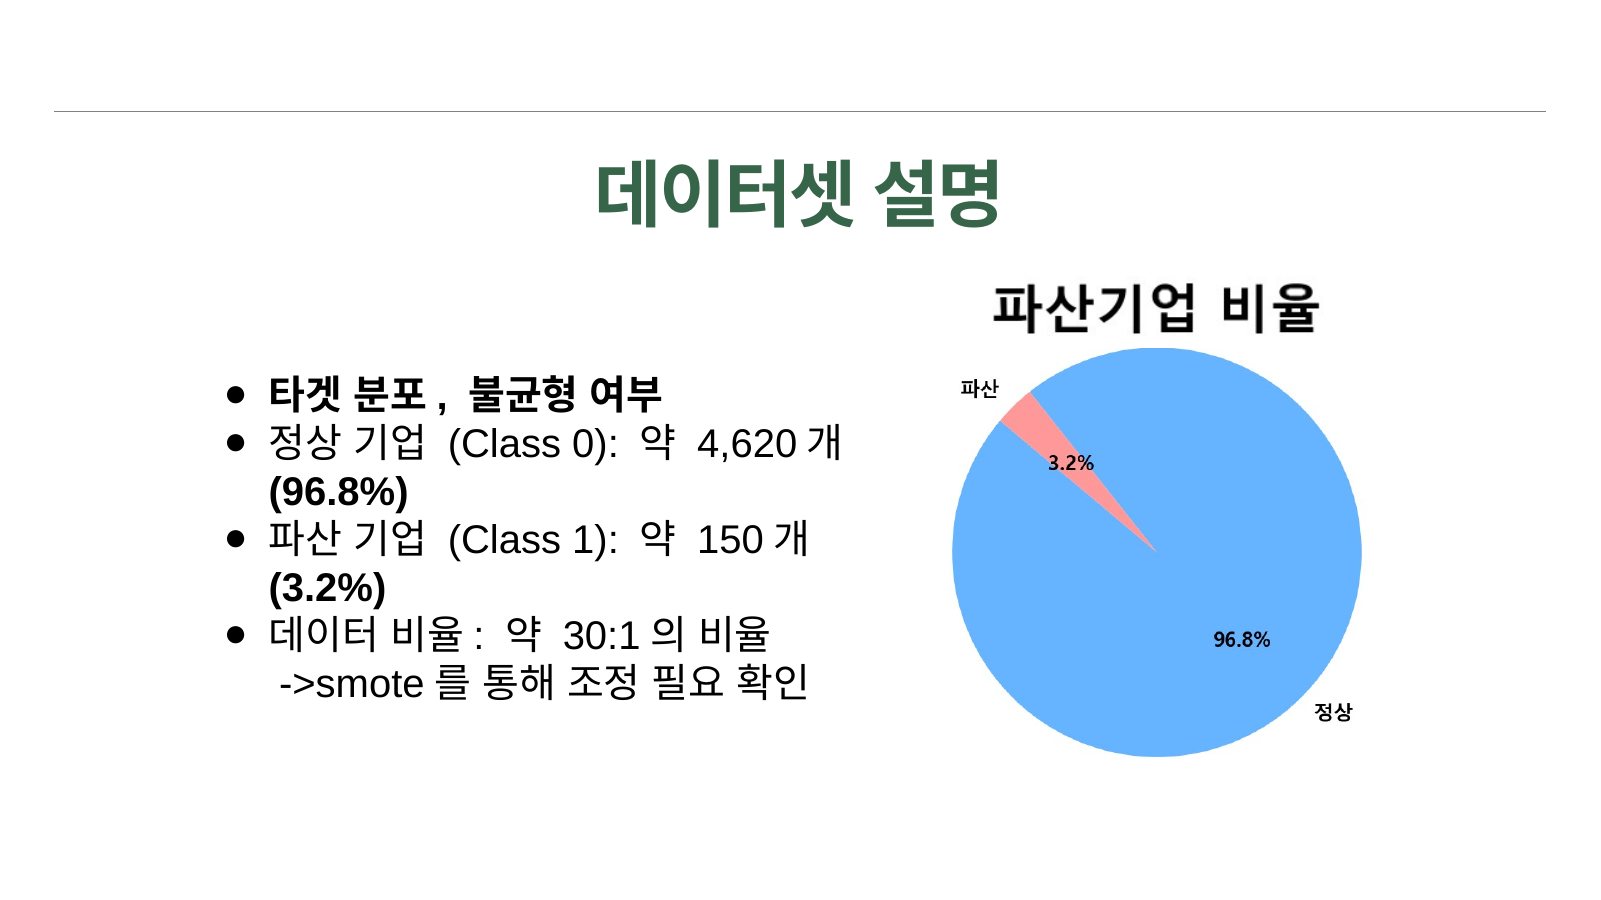 데이터셋 설명
● 타겟 분포 , 불균형 여부
● 정상 기업 (Class 0): 약 4,620 개
(96.8%)
● 파산 기업 (Class 1): 약 150 개
(3.2%)
● 데이터 비율 : 약 30:1 의 비율
->smote 를 통해 조정 필요 확인
파산기업 비율
파산
3.2%
96.8%
정상